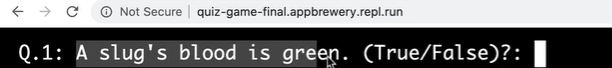 Not Secure | quiz-game-final.appbrewery.repl.run
Q.1: A slug's blood is green. (True/False)?: